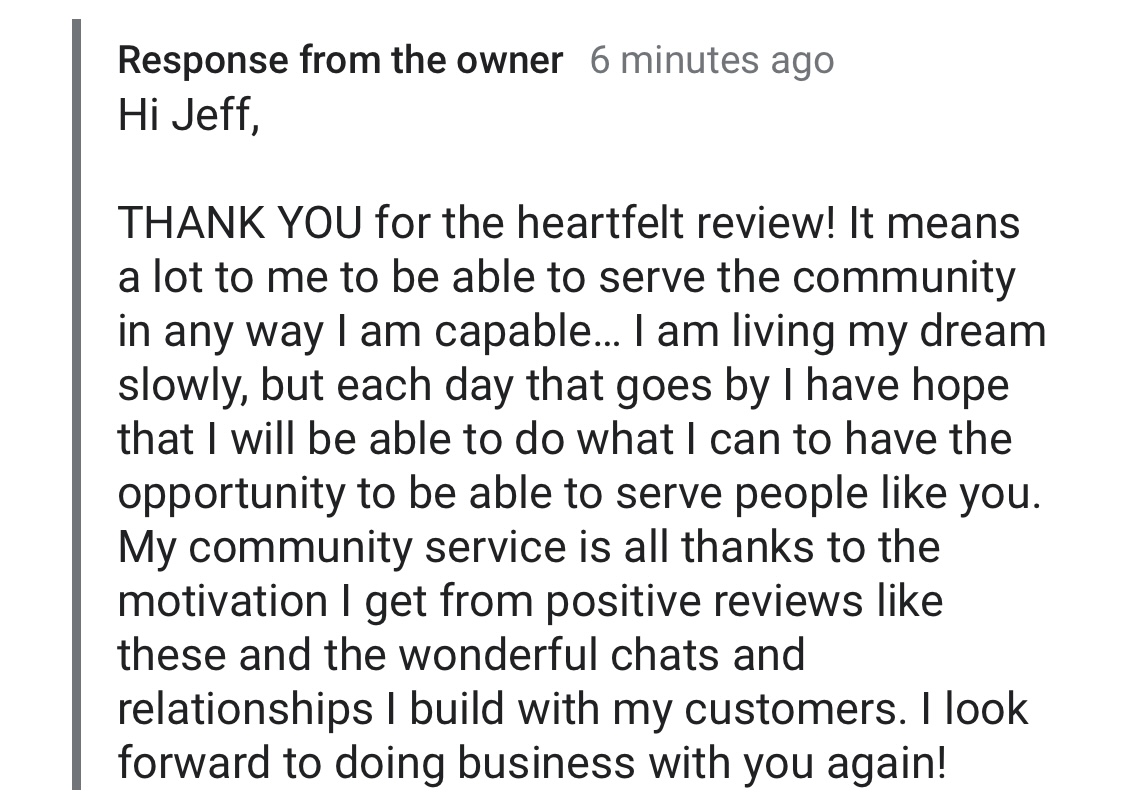 Response from the owner 6 minutes ago
Hi Jeff,
THANK YOU for the heartfelt review! It means
a lot to me to be able to serve the community
in any way I am capable... I am living my dream
slowly, but each day that goes by I have hope
that I will be able to do what I can to have the
opportunity to be able to serve people like you.
My community service is all thanks to the
motivation I get from positive reviews like
these and the wonderful chats and
relationships I build with my customers. I look
forward to doing business with you again!